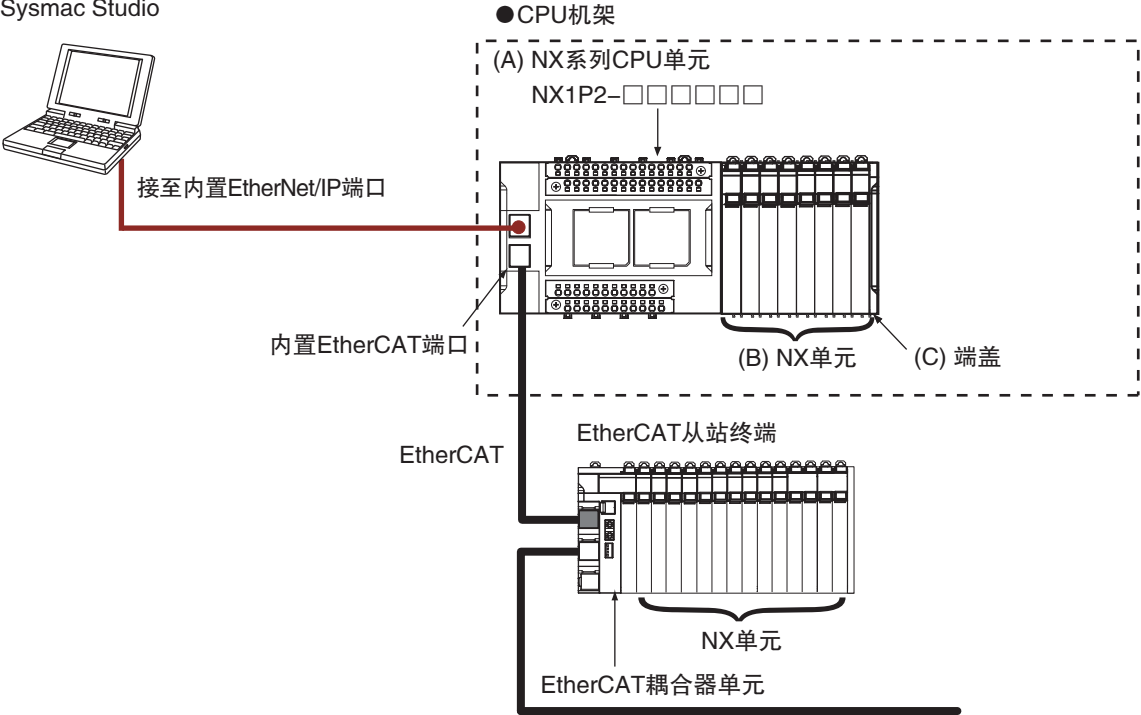 Sysmac Studio
●CPU机架
(A) NX系列CPU单元
NX1P2-□□□□□□
接至内置EtherNet/IP端口
内置EtherCAT端口
(B) NX单元
(C) 端盖
EtherCAT
EtherCAT从站终端
NX单元
EtherCAT耦合器单元